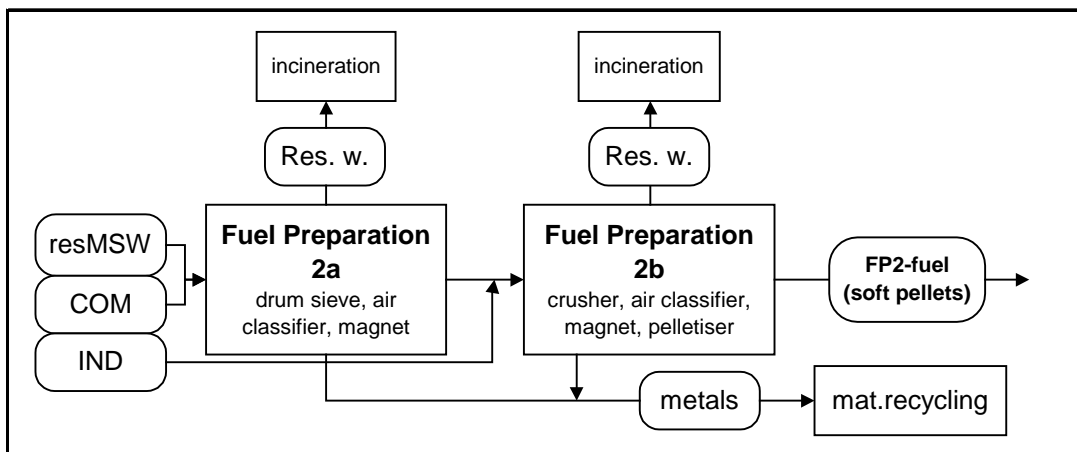 incineration
incineration
Res. w.
Res. w.
resMSW
COM
IND
Fuel Preparation
2a
drum sieve, air
classifier, magnet
Fuel Preparation
2b
crusher, air classifier,
magnet, pelletiser
FP2-fuel
(soft pellets)
metals
mat.recycling